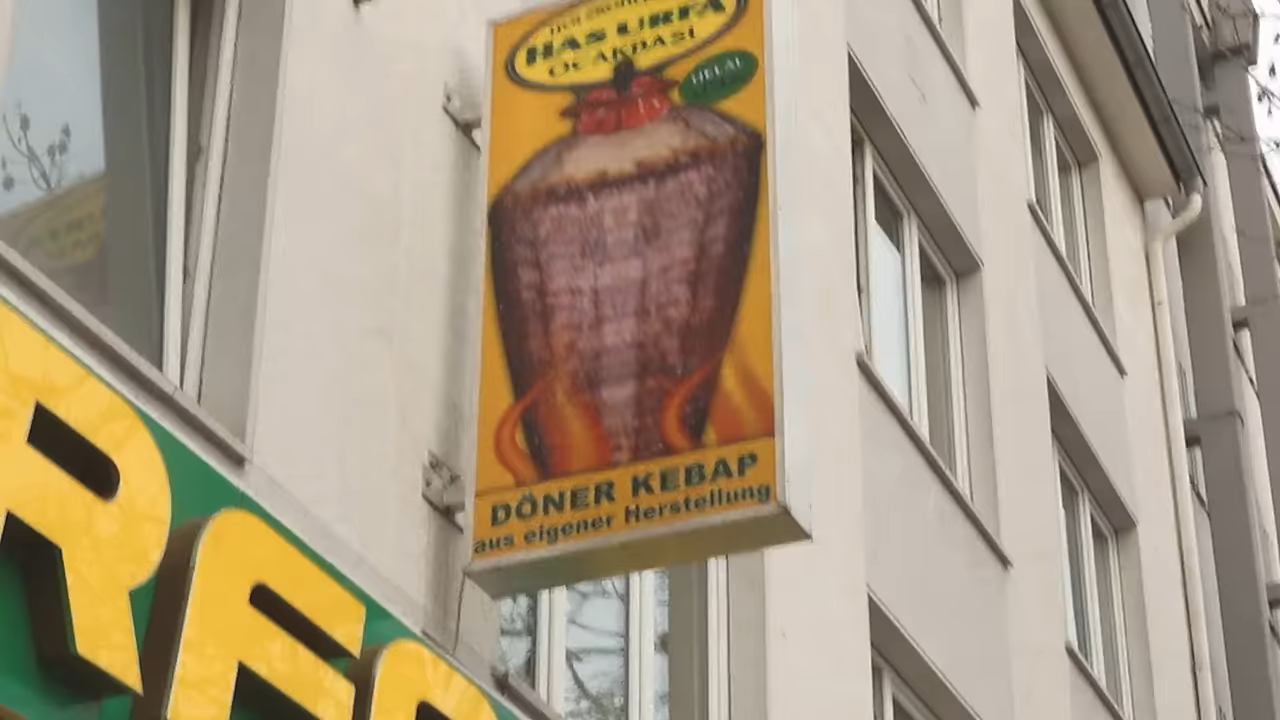 HAS URFA
OCAKBAŞI
HELAL
DÖNER KEBAP
aus eigener Herstellung